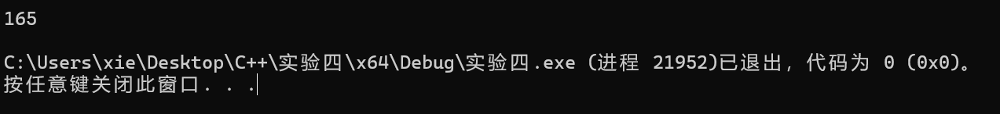 165
C:\Users\xie\Desktop\C++\实验四\x64\Debug\实验四.exe (进程 21952)已退出，代码为 0 (0x0)。
按任意键关闭此窗口. . .